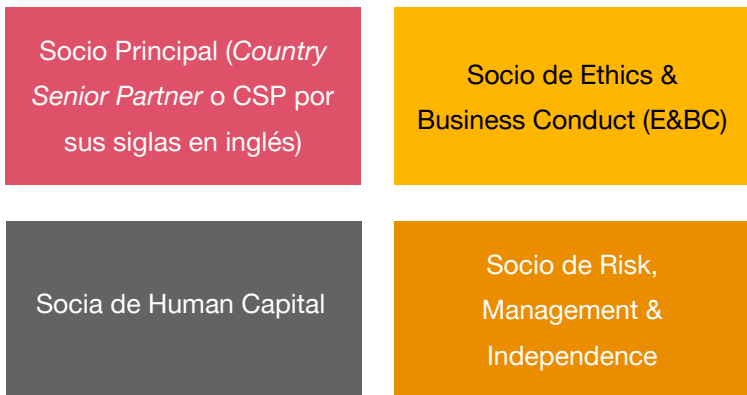 Socio Principal (Country
Senior Partner o CSP por
sus siglas en inglés)
Socio de Ethics &
Business Conduct (E&BC)
Socia de Human Capital
Socio de Risk,
Management &
Independence